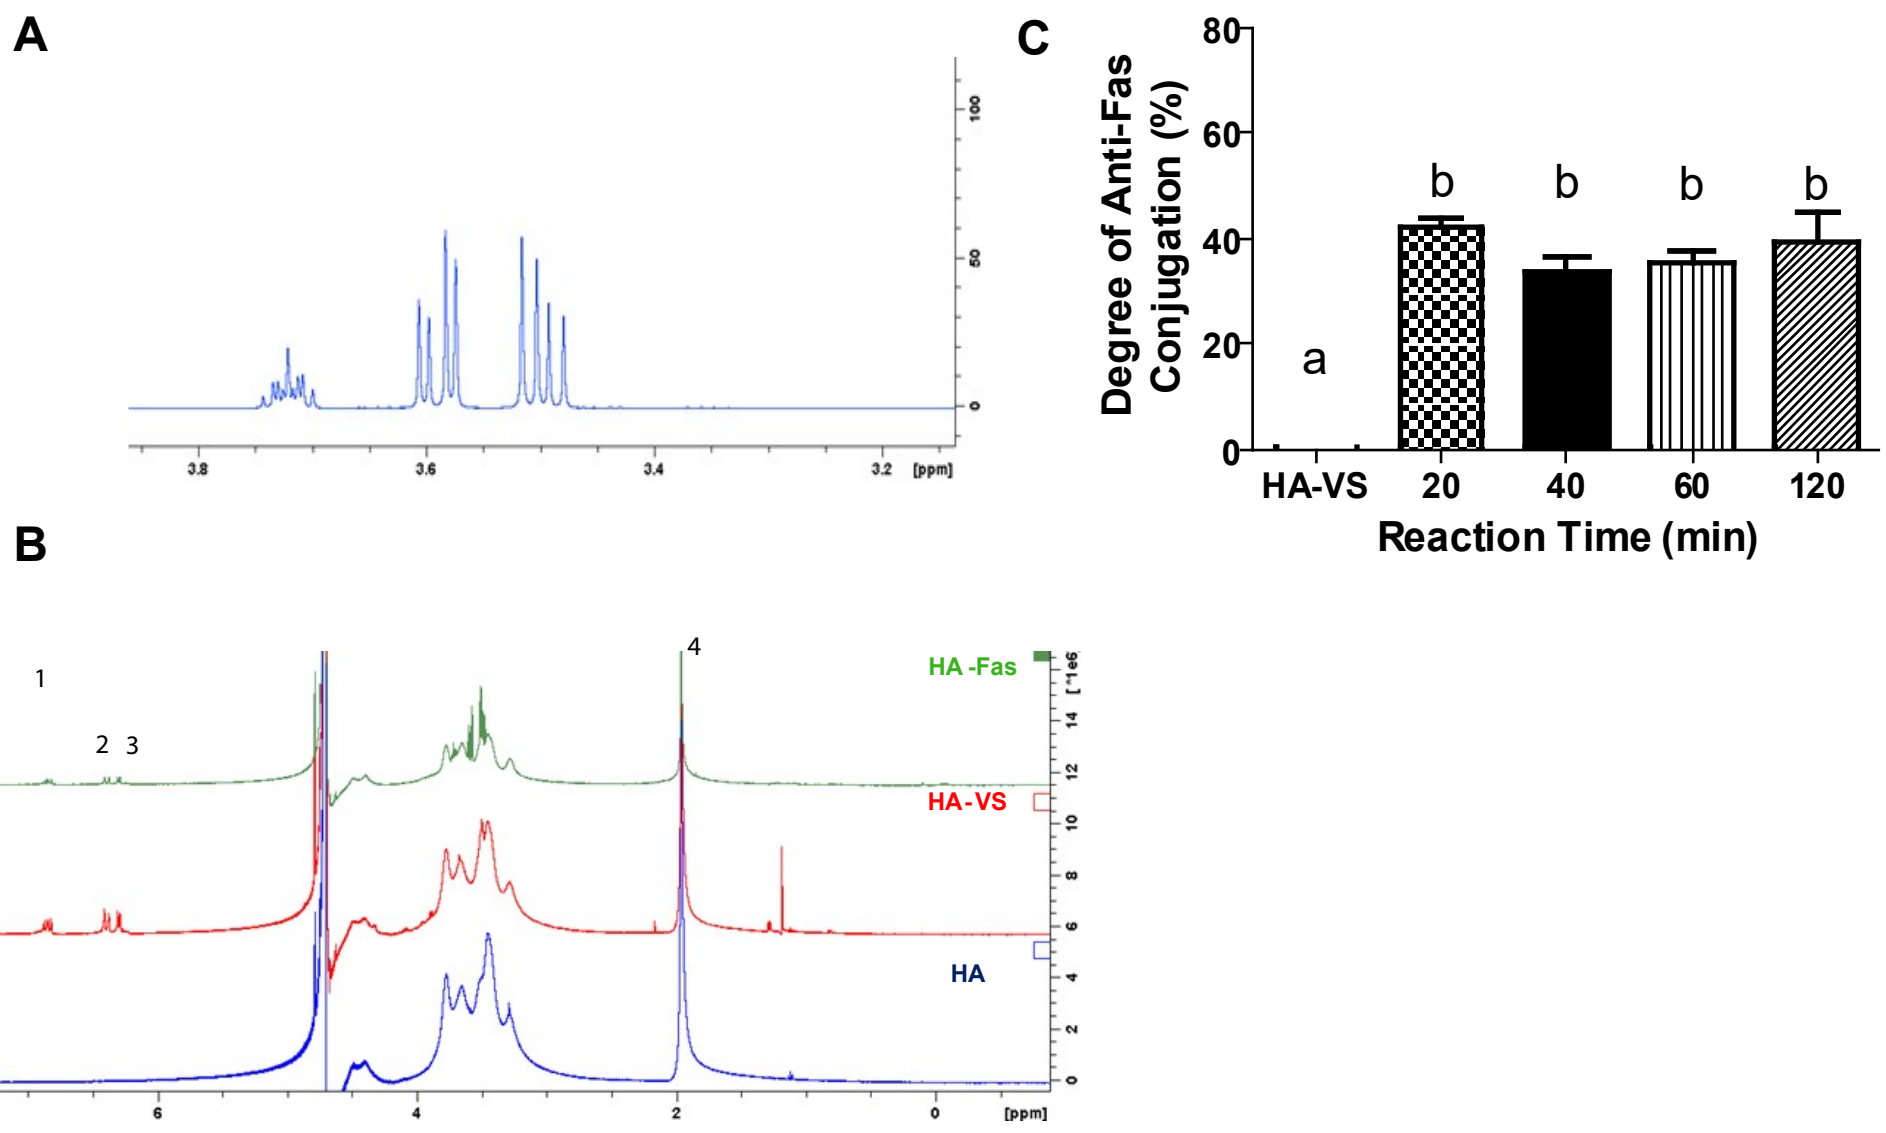 A
100
50
0
3.8
3.6
3.4
3.2
[ppm]
B
1
2
3
4
HA -Fas
HA-VS
HA
[*1e6]
14
12
10
8
6
4
2
0
6
4
2
0
[ppm]
C
Degree of Anti-Fas
Conjugation (%)
80
60
40
20
0
a
b
b
b
b
HA-VS
20
40
60
120
Reaction Time (min)